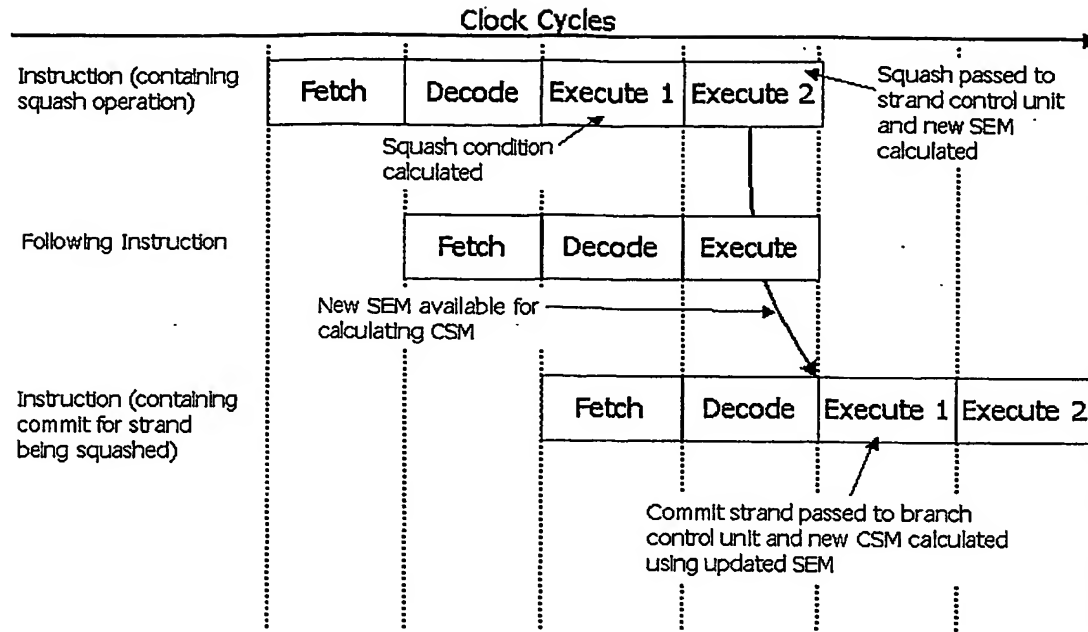 Clock Cycles
Instruction (containing
squash operation)
Fetch
Decode
Execute 1
Execute 2
Squash passed to
strand control unit
and new SEM
calculated
Squash condition
calculated
Following Instruction
Fetch
Decode
Execute
New SEM available for
calculating CSM
Instruction (containing
commit for strand
being squashed)
Fetch
Decode
Execute 1
Execute 2
Commit strand passed to branch
control unit and new CSM calculated
using updated SEM